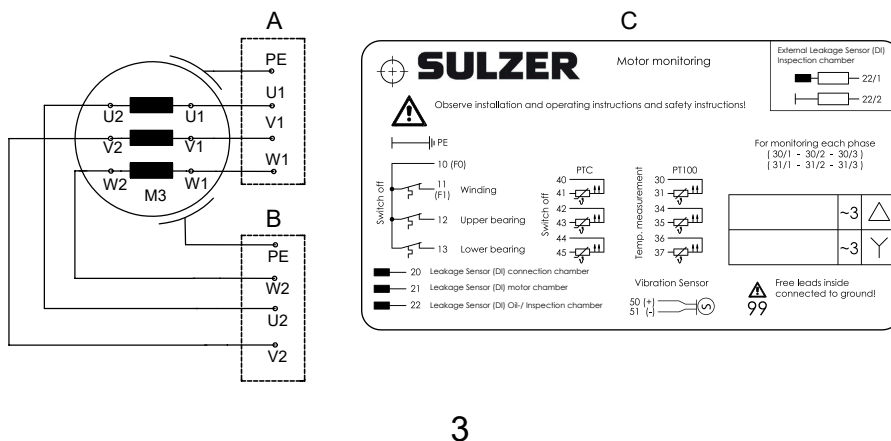 A
PE
U1
U2 U1
V1
V2 V1
W1
W2 W1
M3
B
PE
W2
U2
V2
C
SULZER
Motor monitoring
External Leakage Sensor (DI)
Inspection chamber
22/1
22/2
Observe installation and operating instructions and safety instructions!
PE
For monitoring each phase
( 30/1 - 30/2 - 30/3 )
( 31/1 - 31/2 - 31/3 )
Switch off
10 (F0)
11
(F1) Winding
12 Upper bearing
13 Lower bearing
Switch off
PTC
40
41
42
43
44
45
Temp. measurement
PT100
30
31
34
35
36
37
~3
~3
20 Leakage Sensor (DI) connection chamber
21 Leakage Sensor (DI) motor chamber
22 Leakage Sensor (DI) Oil-/ Inspection chamber
Vibration Sensor
50 (+)
51 (-)
S
99
Free leads inside
connected to ground!
3